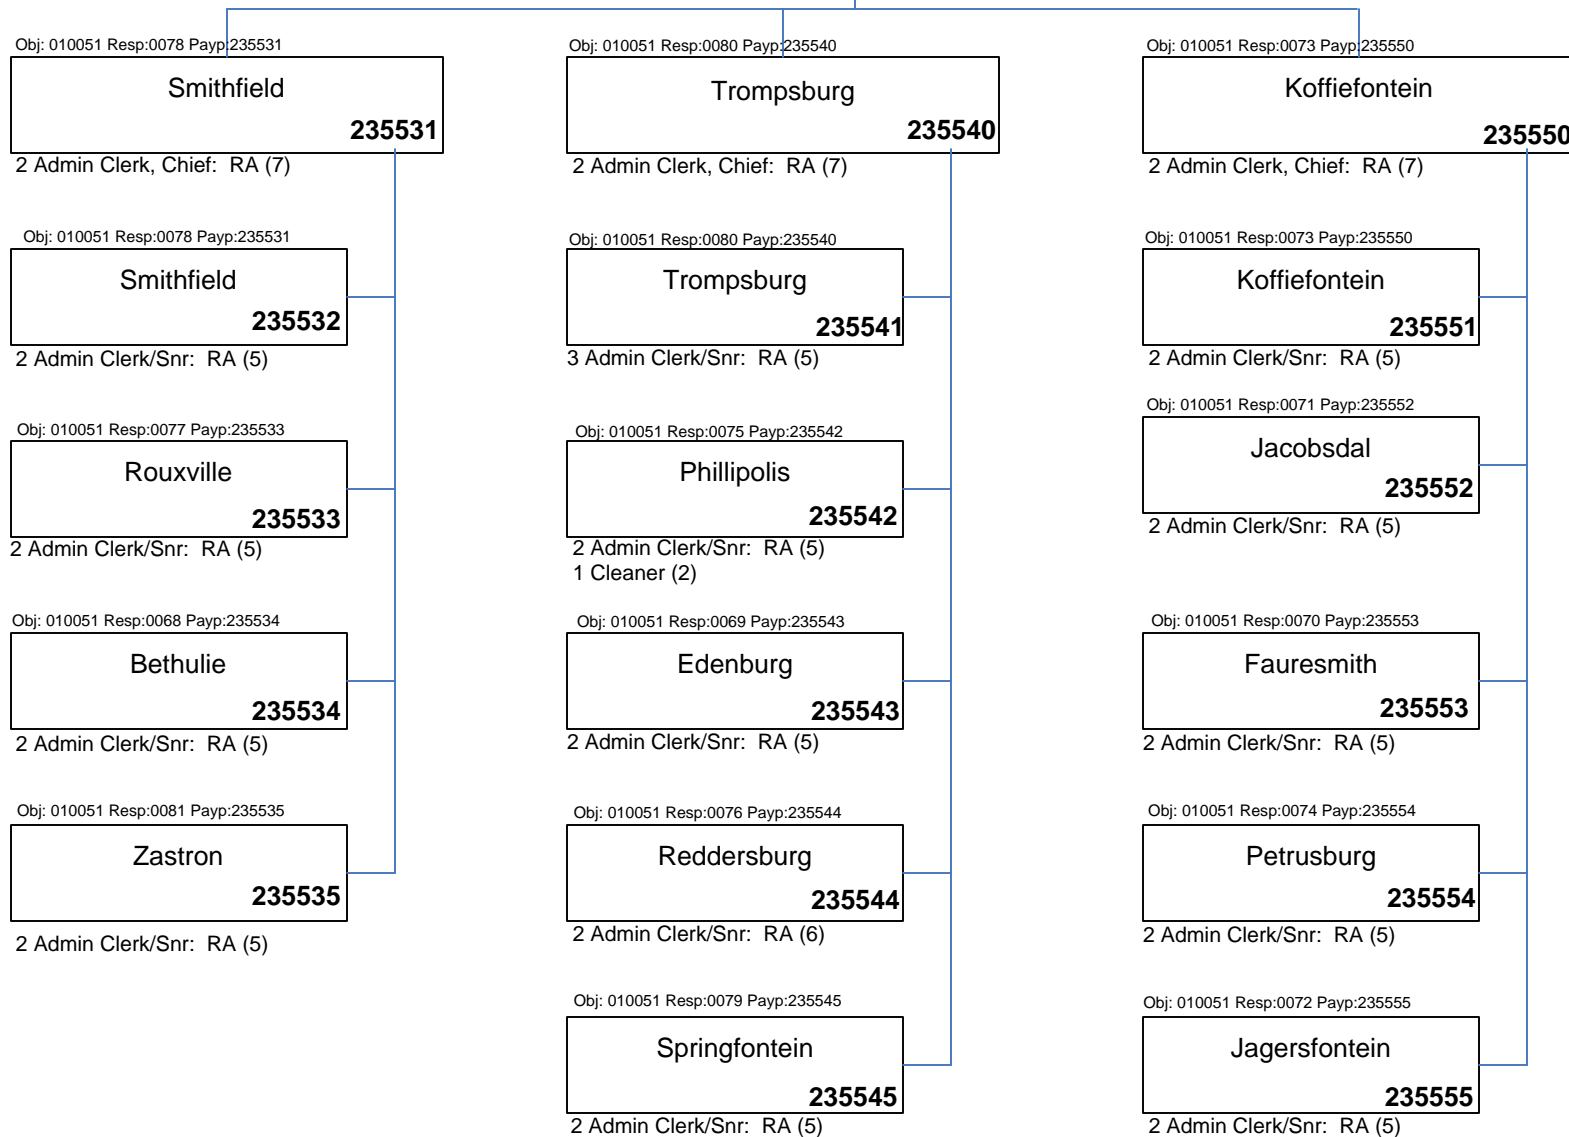 Obj: 010051 Resp:0078 Payp:235531
Smithfield
235531
2 Admin Clerk, Chief: RA (7)
Obj: 010051 Resp:0078 Payp:235531
Smithfield
235532
2 Admin Clerk/Snr: RA (5)
Obj: 010051 Resp:0077 Payp:235533
Rouxville
235533
2 Admin Clerk/Snr: RA (5)
Obj: 010051 Resp:0068 Payp:235534
Bethulie
235534
2 Admin Clerk/Snr: RA (5)
Obj: 010051 Resp:0081 Payp:235535
Zastron
235535
2 Admin Clerk/Snr: RA (5)
Obj: 010051 Resp:0080 Payp:235540
Trompsburg
235540
2 Admin Clerk, Chief: RA (7)
Obj: 010051 Resp:0080 Payp:235540
Trompsburg
235541
3 Admin Clerk/Snr: RA (5)
Obj: 010051 Resp:0075 Payp:235542
Phillipolis
235542
2 Admin Clerk/Snr: RA (5)
1 Cleaner (2)
Obj: 010051 Resp:0069 Payp:235543
Edenburg
235543
2 Admin Clerk/Snr: RA (5)
Obj: 010051 Resp:0076 Payp:235544
Reddersburg
235544
2 Admin Clerk/Snr: RA (6)
Obj: 010051 Resp:0079 Payp:235545
Springfontein
235545
2 Admin Clerk/Snr: RA (5)
Obj: 010051 Resp:0073 Payp:235550
Koffiefontein
235550
2 Admin Clerk, Chief: RA (7)
Obj: 010051 Resp:0073 Payp:235550
Koffiefontein
235551
2 Admin Clerk/Snr: RA (5)
Obj: 010051 Resp:0071 Payp:235552
Jacobsdal
235552
2 Admin Clerk/Snr: RA (5)
Obj: 010051 Resp:0070 Payp:235553
Fauresmith
235553
2 Admin Clerk/Snr: RA (5)
Obj: 010051 Resp:0074 Payp:235554
Petrusburg
235554
2 Admin Clerk/Snr: RA (5)
Obj: 010051 Resp:0072 Payp:235555
Jagersfontein
235555
2 Admin Clerk/Snr: RA (5)